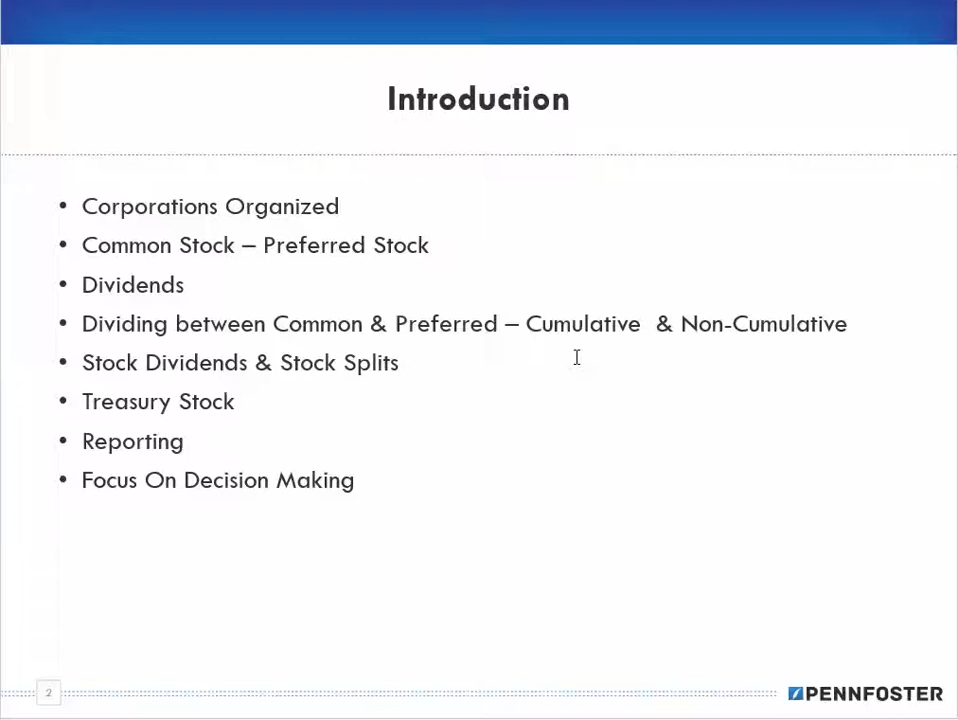 Introduction
• Corporations Organized
• Common Stock – Preferred Stock
• Dividends
• Dividing between Common & Preferred – Cumulative  & Non-Cumulative
• Stock Dividends & Stock Splits
• Treasury Stock
• Reporting
• Focus On Decision Making
2
PENNFOSTER